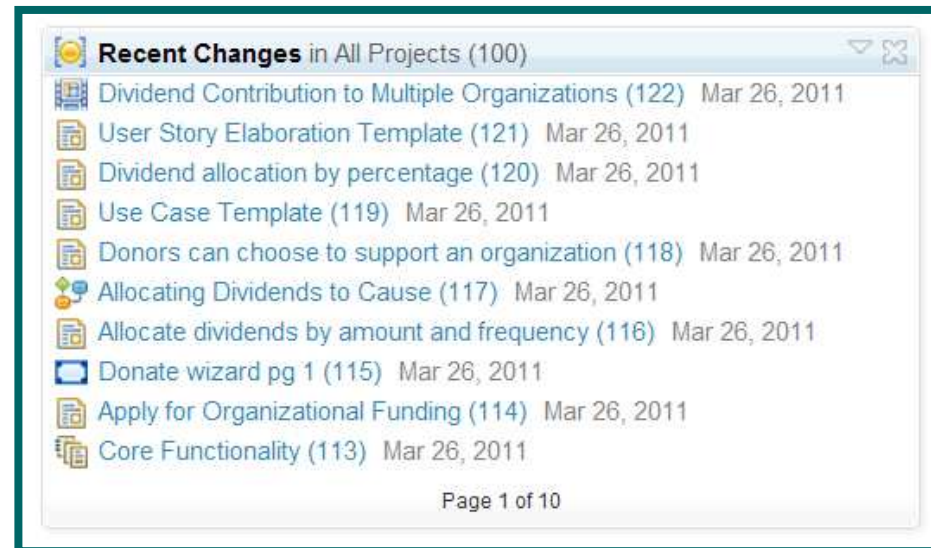 Recent Changes in All Projects (100)
Dividend Contribution to Multiple Organizations (122) Mar 26, 2011
User Story Elaboration Template (121) Mar 26, 2011
Dividend allocation by percentage (120) Mar 26, 2011
Use Case Template (119) Mar 26, 2011
Donors can choose to support an organization (118) Mar 26, 2011
Allocating Dividends to Cause (117) Mar 26, 2011
Allocate dividends by amount and frequency (116) Mar 26, 2011
Donate wizard pg 1 (115) Mar 26, 2011
Apply for Organizational Funding (114) Mar 26, 2011
Core Functionality (113) Mar 26, 2011
Page 1 of 10